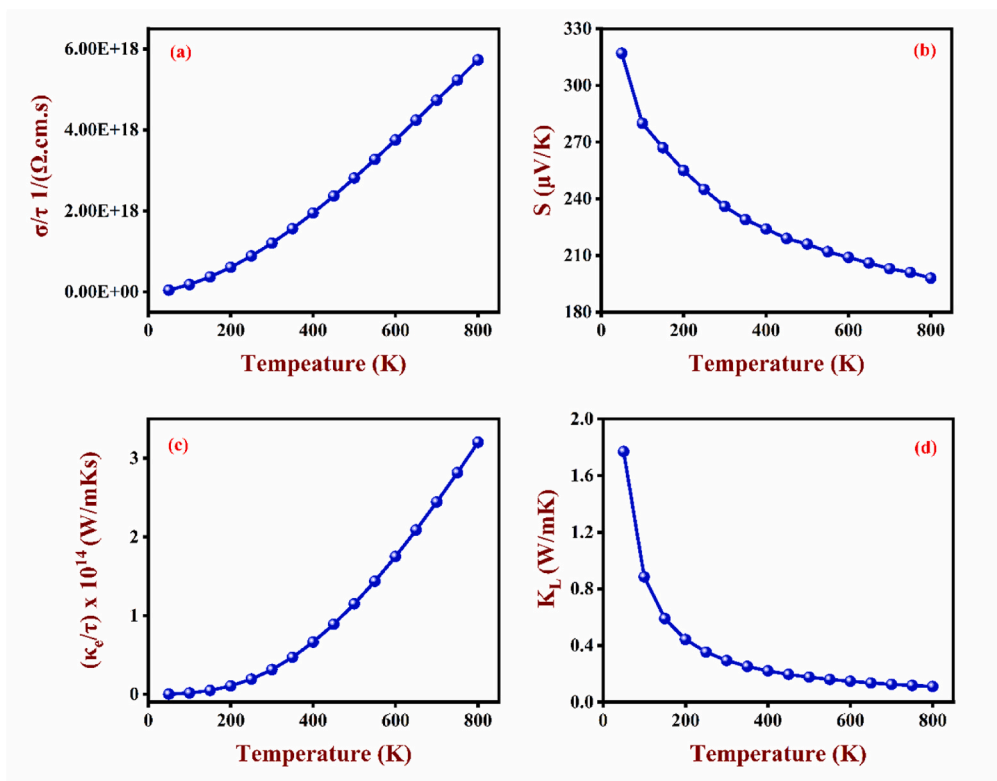 (a)
σ/τ 1/(Ω.cm.s)
6.00E+18
4.00E+18
2.00E+18
0.00E+00
0 200 400 600 800
Tempeature (K)
(b)
S (μV/K)
330
300
270
240
210
180
0 200 400 600 800
Temperature (K)
(c)
(κe/τ) x 10¹⁴ (W/mKs)
3
2
1
0
0 200 400 600 800
Temperature (K)
(d)
KL (W/mK)
2.0
1.6
1.2
0.8
0.4
0.0
0 200 400 600 800
Temperature (K)